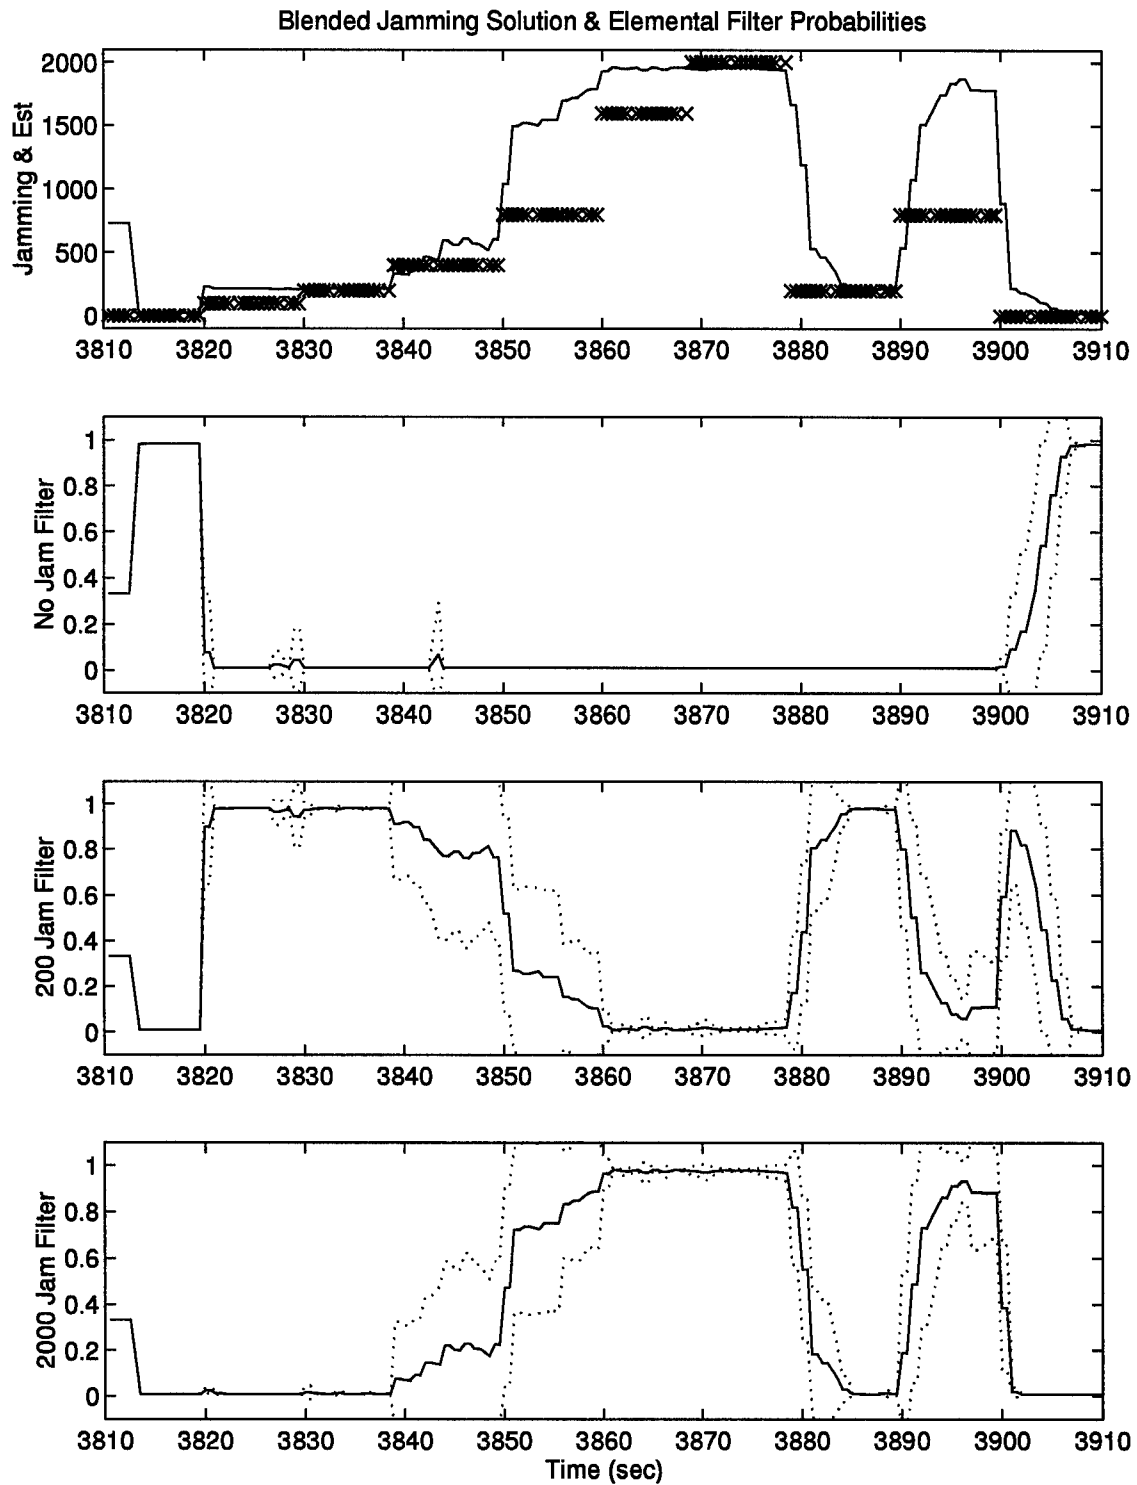 Blended Jamming Solution & Elemental Filter Probabilities
Jamming & Est
2000
1500
1000
500
0
3810 3820 3830 3840 3850 3860 3870 3880 3890 3900 3910
No Jam Filter
1
0.8
0.6
0.4
0.2
0
3810 3820 3830 3840 3850 3860 3870 3880 3890 3900 3910
200 Jam Filter
1
0.8
0.6
0.4
0.2
0
3810 3820 3830 3840 3850 3860 3870 3880 3890 3900 3910
2000 Jam Filter
1
0.8
0.6
0.4
0.2
0
3810 3820 3830 3840 3850 3860 3870 3880 3890 3900 3910
Time (sec)